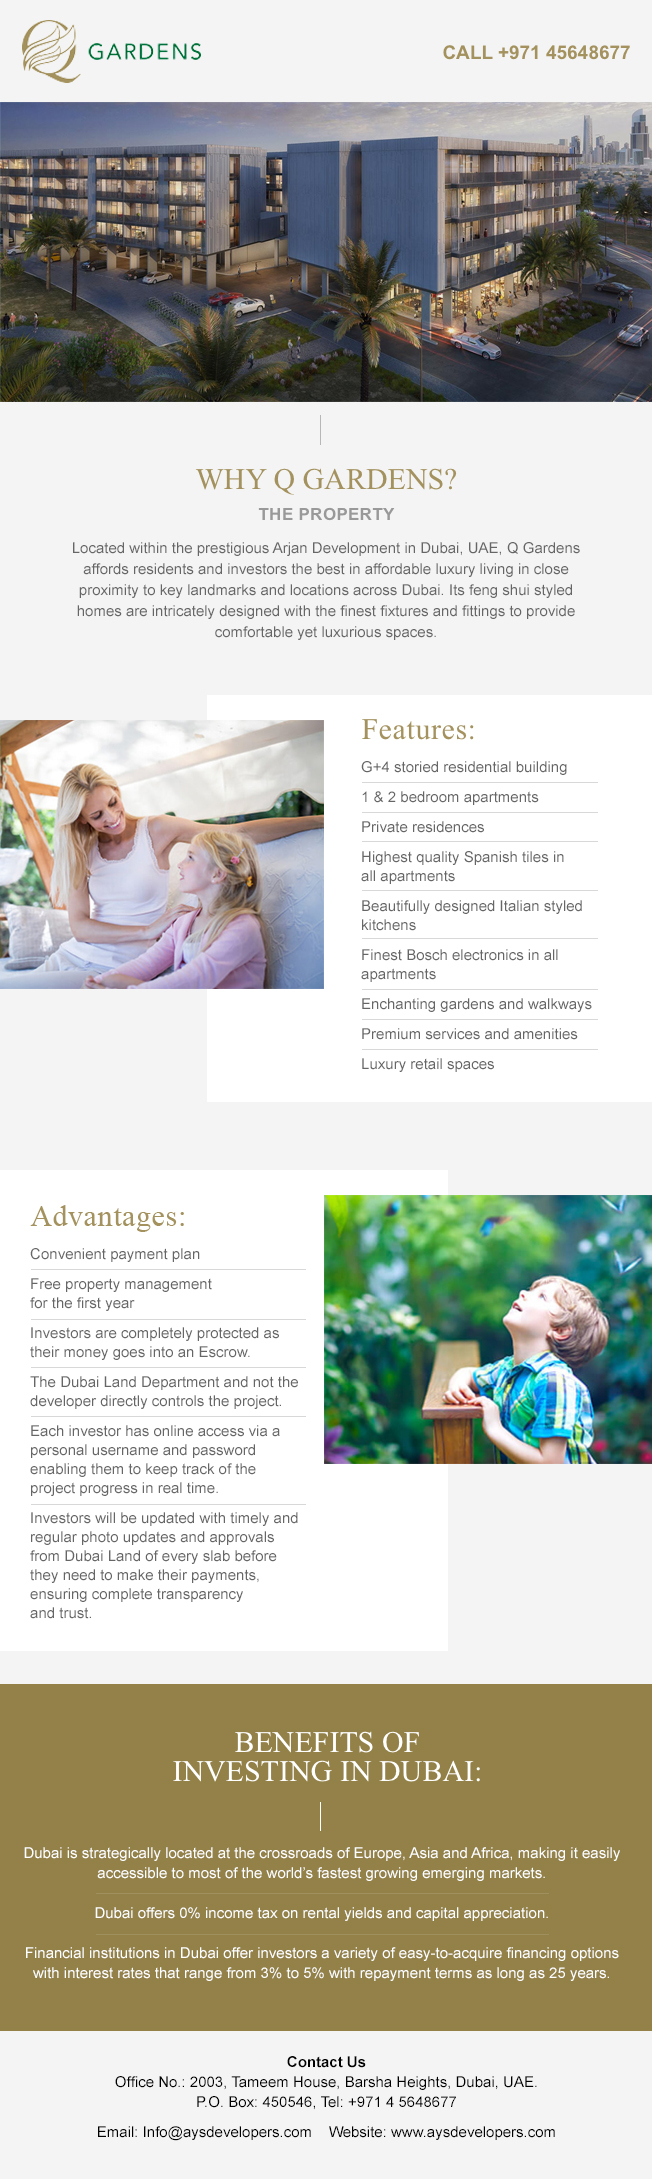 GARDENS
CALL +971 45648677
WHY Q GARDENS?
THE PROPERTY
Located within the prestigious Arjan Development in Dubai, UAE, Q Gardens
affords residents and investors the best in affordable luxury living in close
proximity to key landmarks and locations across Dubai. Its feng shui styled
homes are intricately designed with the finest fixtures and fittings to provide
comfortable yet luxurious spaces.
Features:
G+4 storied residential building
1 & 2 bedroom apartments
Private residences
Highest quality Spanish tiles in
all apartments
Beautifully designed Italian styled
kitchens
Finest Bosch electronics in all
apartments
Enchanting gardens and walkways
Premium services and amenities
Luxury retail spaces
Advantages:
Convenient payment plan
Free property management
for the first year
Investors are completely protected as
their money goes into an Escrow.
The Dubai Land Department and not the
developer directly controls the project.
Each investor has online access via a
personal username and password
enabling them to keep track of the
project progress in real time.
Investors will be updated with timely and
regular photo updates and approvals
from Dubai Land of every slab before
they need to make their payments,
ensuring complete transparency
and trust.
BENEFITS OF
INVESTING IN DUBAI:
Dubai is strategically located at the crossroads of Europe, Asia and Africa, making it easily
accessible to most of the world's fastest growing emerging markets.
Dubai offers 0% income tax on rental yields and capital appreciation.
Financial institutions in Dubai offer investors a variety of easy-to-acquire financing options
with interest rates that range from 3% to 5% with repayment terms as long as 25 years.
Contact Us
Office No.: 2003, Tameem House, Barsha Heights, Dubai, UAE.
P.O. Box: 450546, Tel: +971 4 5648677
Email: Info@aysdevelopers.com Website: www.aysdevelopers.com